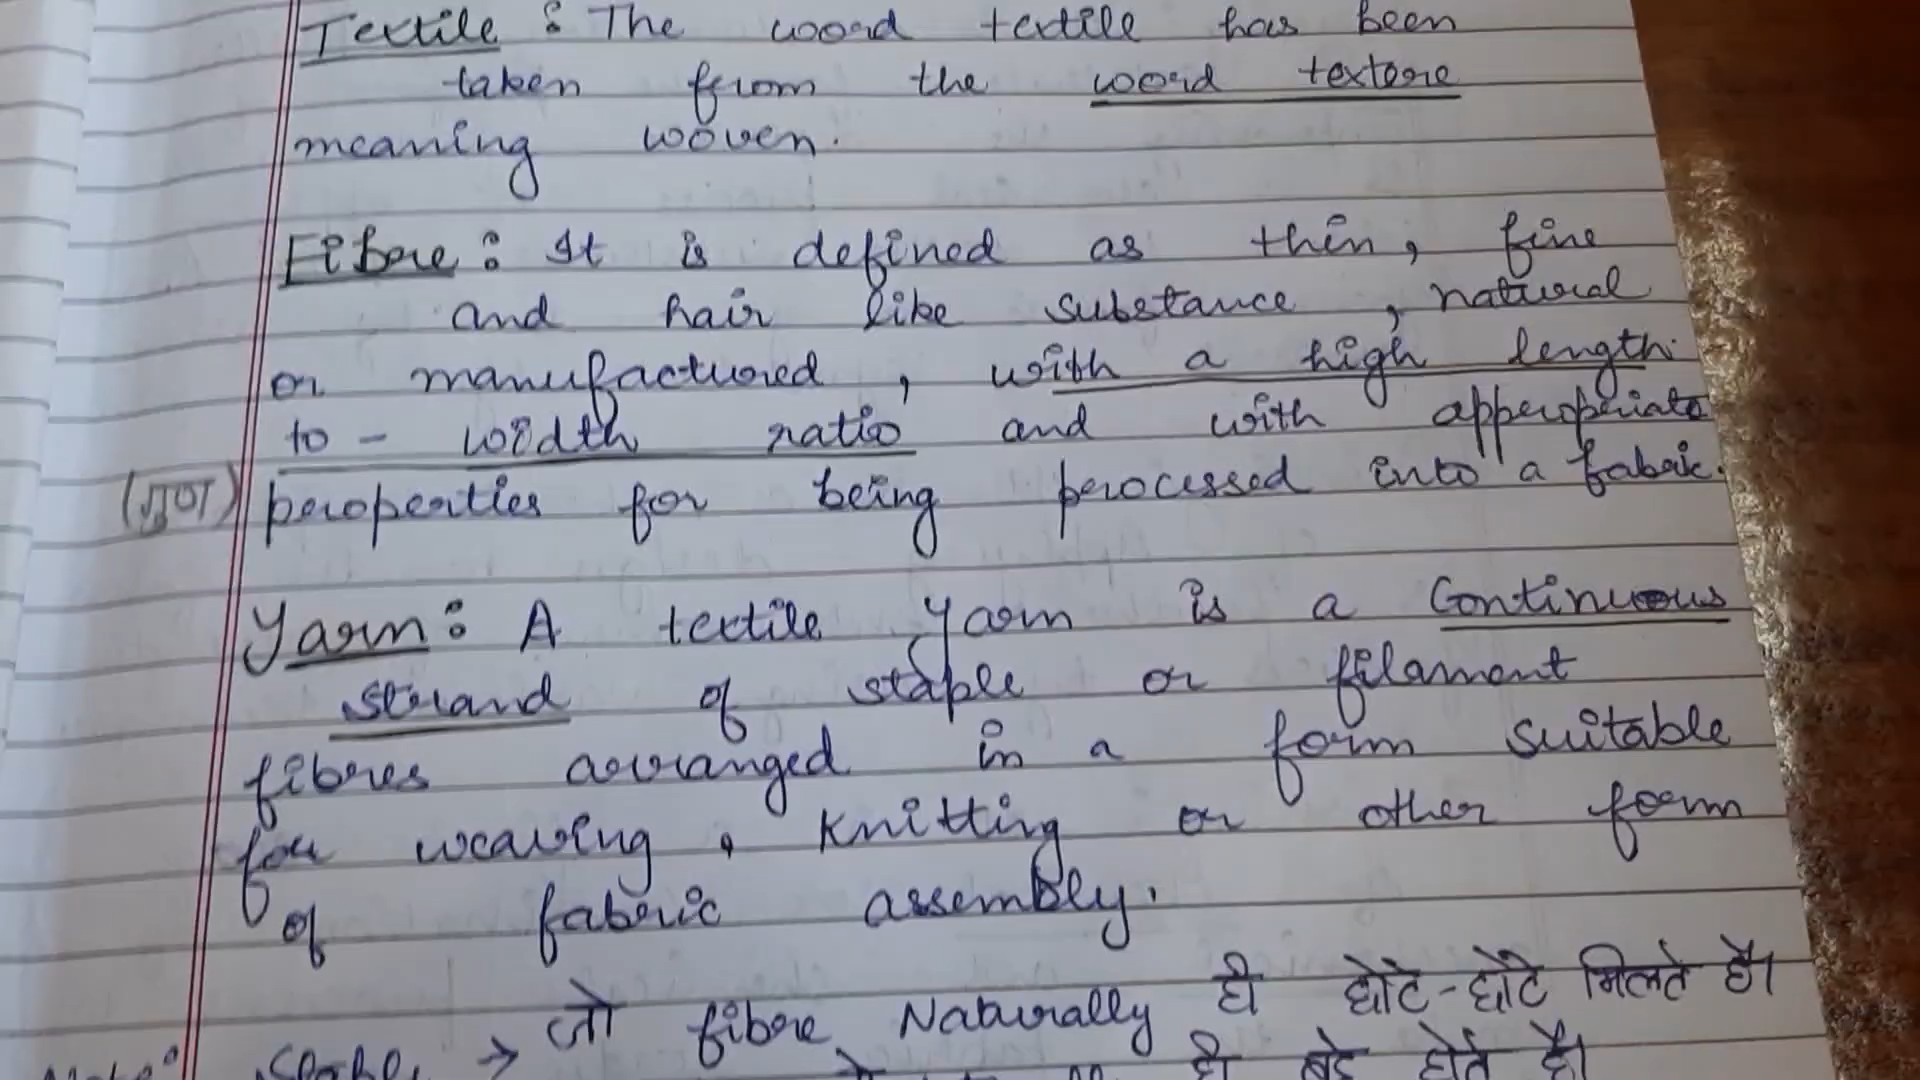 Textile : The word textile has been
taken from the word textore
meaning woven.
Fibre : It is defined as thin, fine
and hair like substance, natural
or manufactured, with a high length
to - width ratio and with appropriate
(गुण) properties for being processed into a fabric.
Yarn : A textile yarn is a Continuous
strand of staple or filament
fibres arranged in a form suitable
for weaving, Knitting or other form
of fabric assembly.
जो fibre Naturally ही छोटे-छोटे मिलते है।
→ ही बडे होते है।